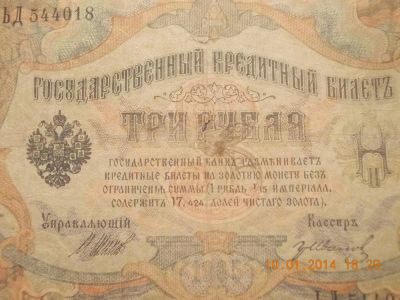 ЬД 544018
ГОСУДАРСТВЕННЫЙ КРЕДИТНЫЙ БИЛЕТЪ
ТРИ РУБЛЯ
ГОСУДАРСТВЕННЫЙ БАНКЪ РАЗМѢНИВАЕТЪ
КРЕДИТНЫЕ БИЛЕТЫ НА ЗОЛОТУЮ МОНЕТУ БЕЗЪ
ОГРАНИЧЕНІЯ СУММЫ (1 РУБЛЬ = 1/15 ИМПЕРІАЛА,
СОДЕРЖИТЪ 17,424 ДОЛЕЙ ЧИСТАГО ЗОЛОТА).
Управляющій
Кассиръ
10.01.2014